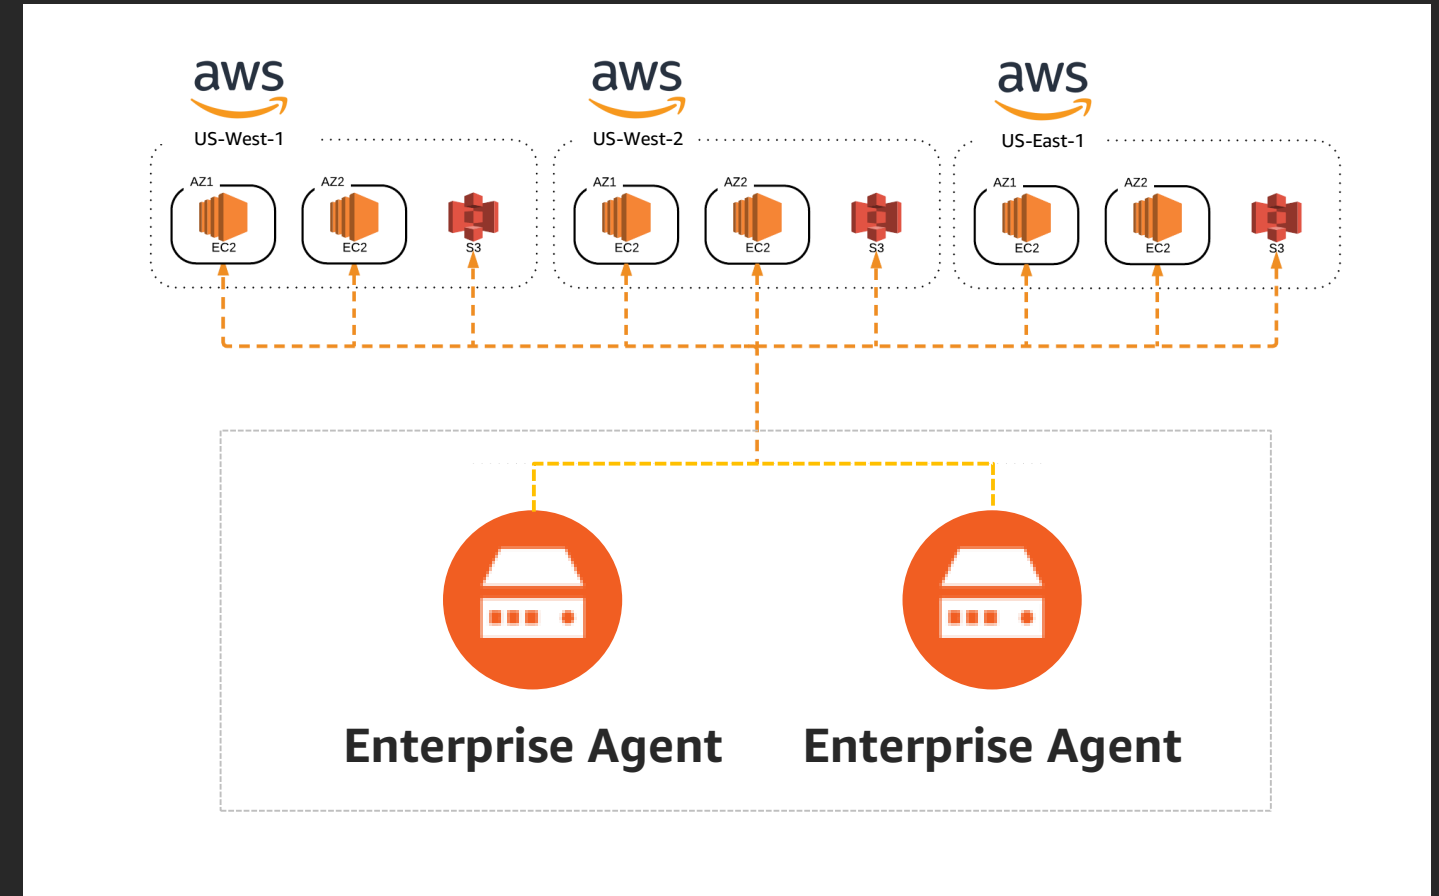 aws
US-West-1
AZ1
EC2
AZ2
EC2
S3
aws
US-West-2
AZ1
EC2
AZ2
EC2
S3
aws
US-East-1
AZ1
EC2
AZ2
EC2
S3
Enterprise Agent
Enterprise Agent